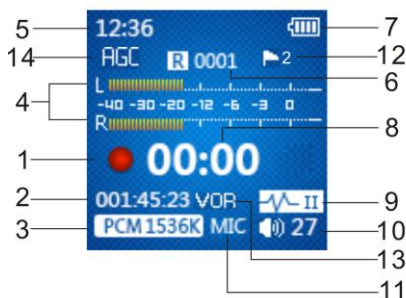 5 12:36 7
14 AGC R 0001 2 12
6
4 L
-40 -30 -20 -12 -6 -3 0
R 8
1 00:00
2 001:45:23 VOR II 9
3 PCM 1536K MIC 27 10
13
11